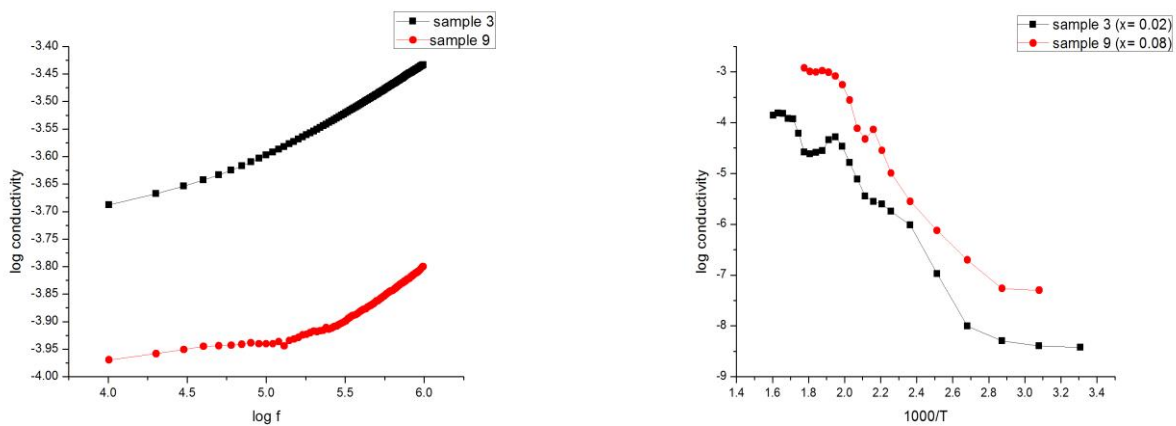 sample 3
sample 9
-3.40
-3.45
-3.50
-3.55
-3.60
-3.65
-3.70
-3.75
-3.80
-3.85
-3.90
-3.95
-4.00
log conductivity
4.0 4.5 5.0 5.5 6.0
log f
sample 3 (x= 0.02)
sample 9 (x= 0.08)
-3
-4
-5
-6
-7
-8
-9
log conductivity
1.4 1.6 1.8 2.0 2.2 2.4 2.6 2.8 3.0 3.2 3.4
1000/T